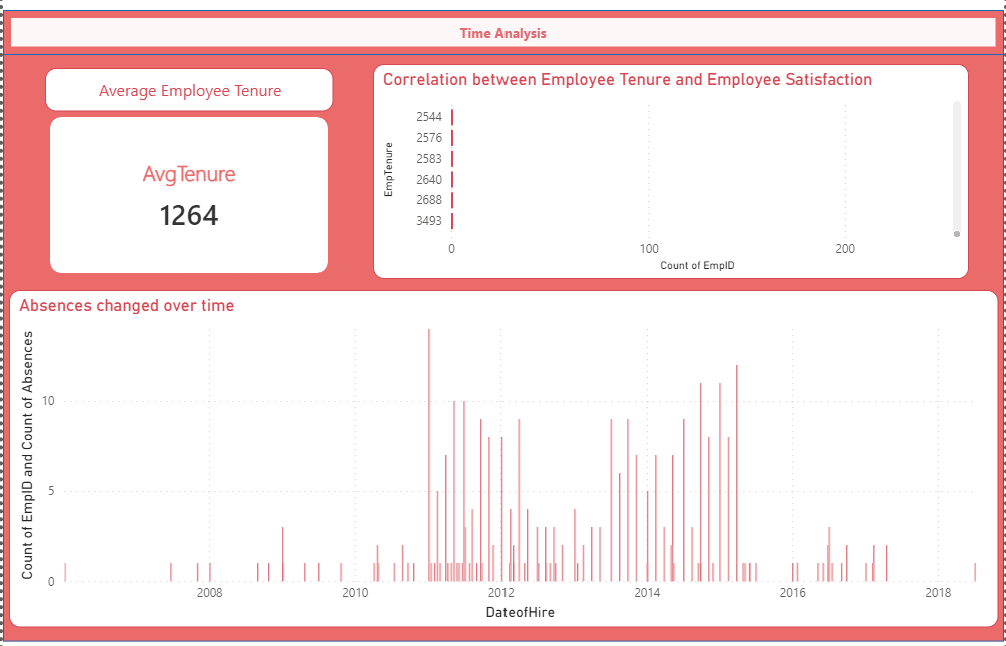 Time Analysis
Average Employee Tenure
AvgTenure
1264
Correlation between Employee Tenure and Employee Satisfaction
EmpTenure
2544
2576
2583
2640
2688
3493
0 100 200
Count of EmpID
Absences changed over time
Count of EmpID and Count of Absences
10
5
0
2008 2010 2012 2014 2016 2018
DateofHire